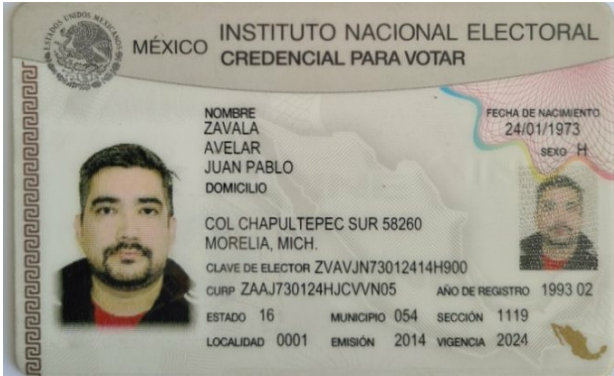 ESTADOS UNIDOS MEXICANOS
MÉXICO
INSTITUTO NACIONAL ELECTORAL
CREDENCIAL PARA VOTAR
NOMBRE
ZAVALA
AVELAR
JUAN PABLO
FECHA DE NACIMIENTO
24/01/1973
SEXO H
DOMICILIO
COL CHAPULTEPEC SUR 58260
MORELIA, MICH.
CLAVE DE ELECTOR ZVAVJN73012414H900
CURP ZAAJ730124HJCVVN05 AÑO DE REGISTRO 1993 02
ESTADO 16 MUNICIPIO 054 SECCIÓN 1119
LOCALIDAD 0001 EMISIÓN 2014 VIGENCIA 2024